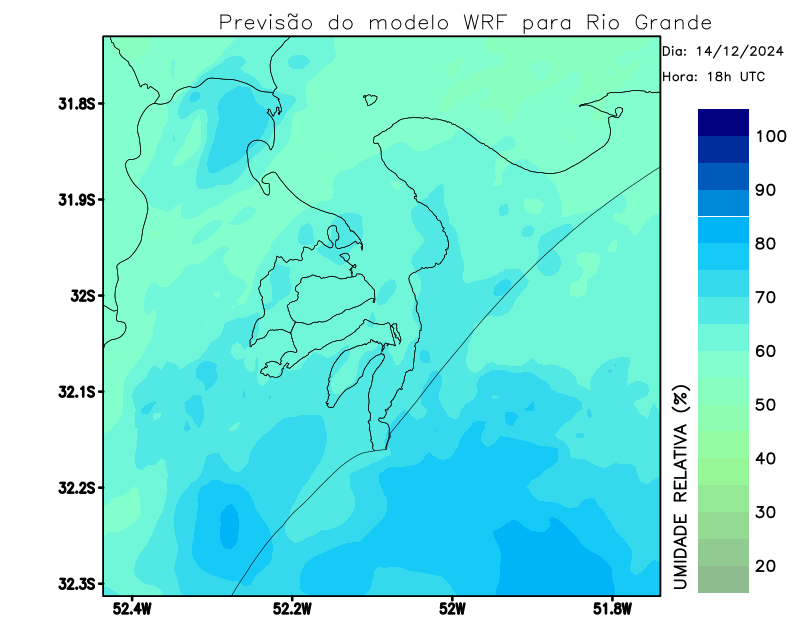 Previsão do modelo WRF para Rio Grande
Dia: 14/12/2024
Hora: 18h UTC
31.8S
31.9S
32S
32.1S
32.2S
32.3S
52.4W
52.2W
52W
51.8W
100
90
80
70
60
50
40
30
20
UMIDADE RELATIVA (%)